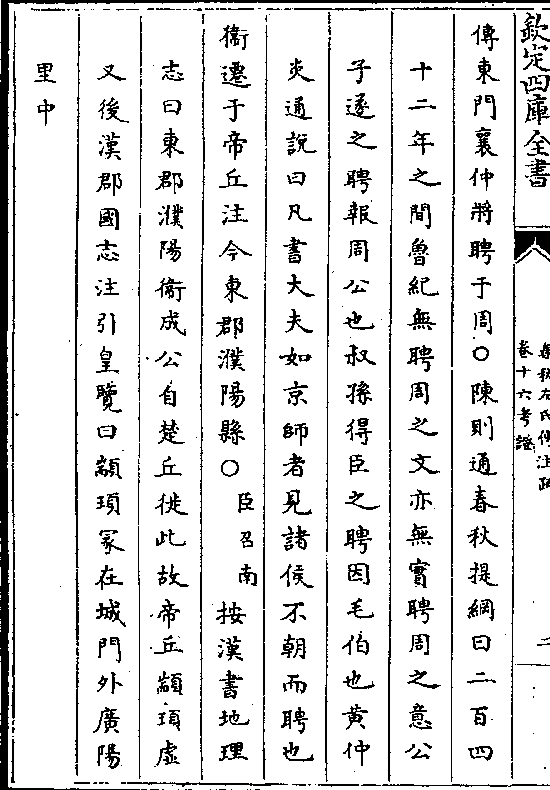 欽定四庫全書
卷十六考證
二
傳東門襄仲將聘于周○陳則通春秋提綱曰二百四
十二年之間魯紀無聘周之文亦無實聘周之意公
子遂之聘報周公也叔孫得臣之聘因毛伯也黄仲
炎通說曰凡書大夫如京師者見諸侯不朝而聘也
衞遷于帝丘注今東郡濮陽縣○臣召南按漢書地理
志曰東郡濮陽衞成公自楚丘徙此故帝丘顓頊虚
又後漢郡國志注引皇覽曰顓頊冡在城門外廣陽
里中